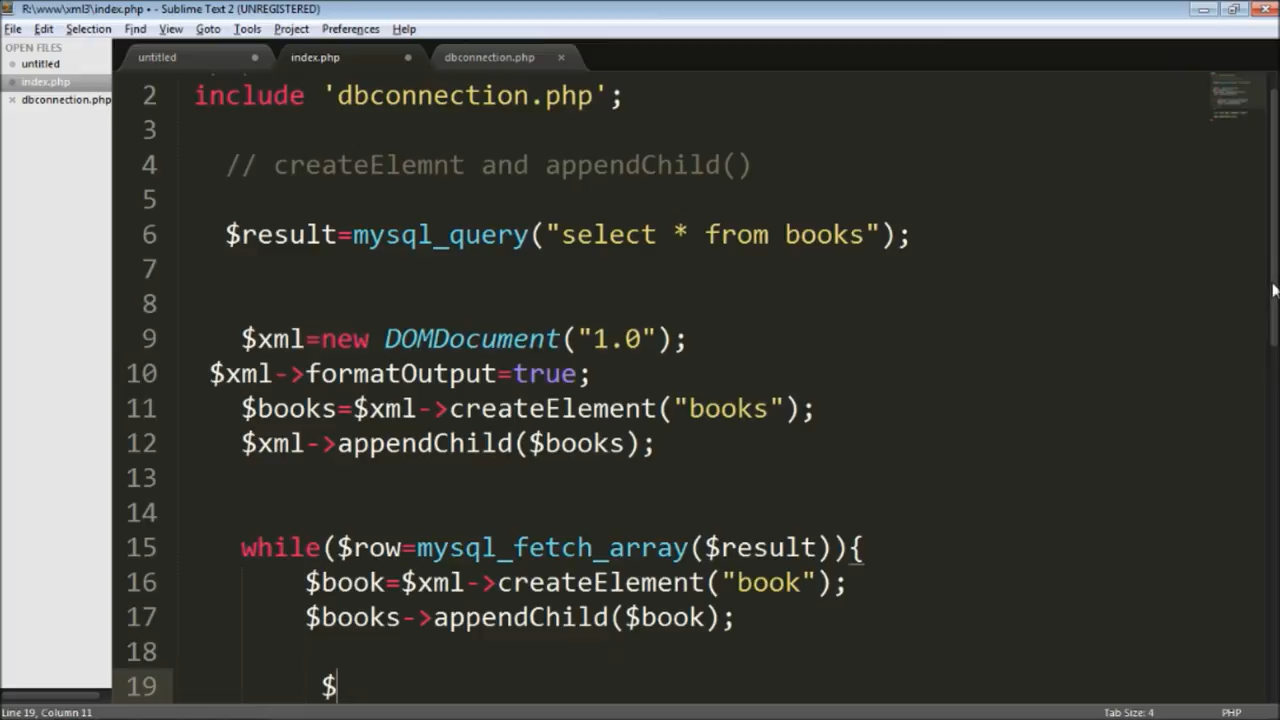 R:\www\xml3\index.php • - Sublime Text 2 (UNREGISTERED)
File Edit Selection Find View Goto Tools Project Preferences Help
OPEN FILES
untitled
index.php
dbconnection.php
untitled index.php dbconnection.php
2 include 'dbconnection.php';
3
4 // createElemnt and appendChild()
5
6 $result=mysql_query("select * from books");
7
8
9 $xml=new DOMDocument("1.0");
10 $xml->formatOutput=true;
11 $books=$xml->createElement("books");
12 $xml->appendChild($books);
13
14
15 while($row=mysql_fetch_array($result)){
16 $book=$xml->createElement("book");
17 $books->appendChild($book);
18
19 $
Line 19, Column 11 Tab Size: 4 PHP